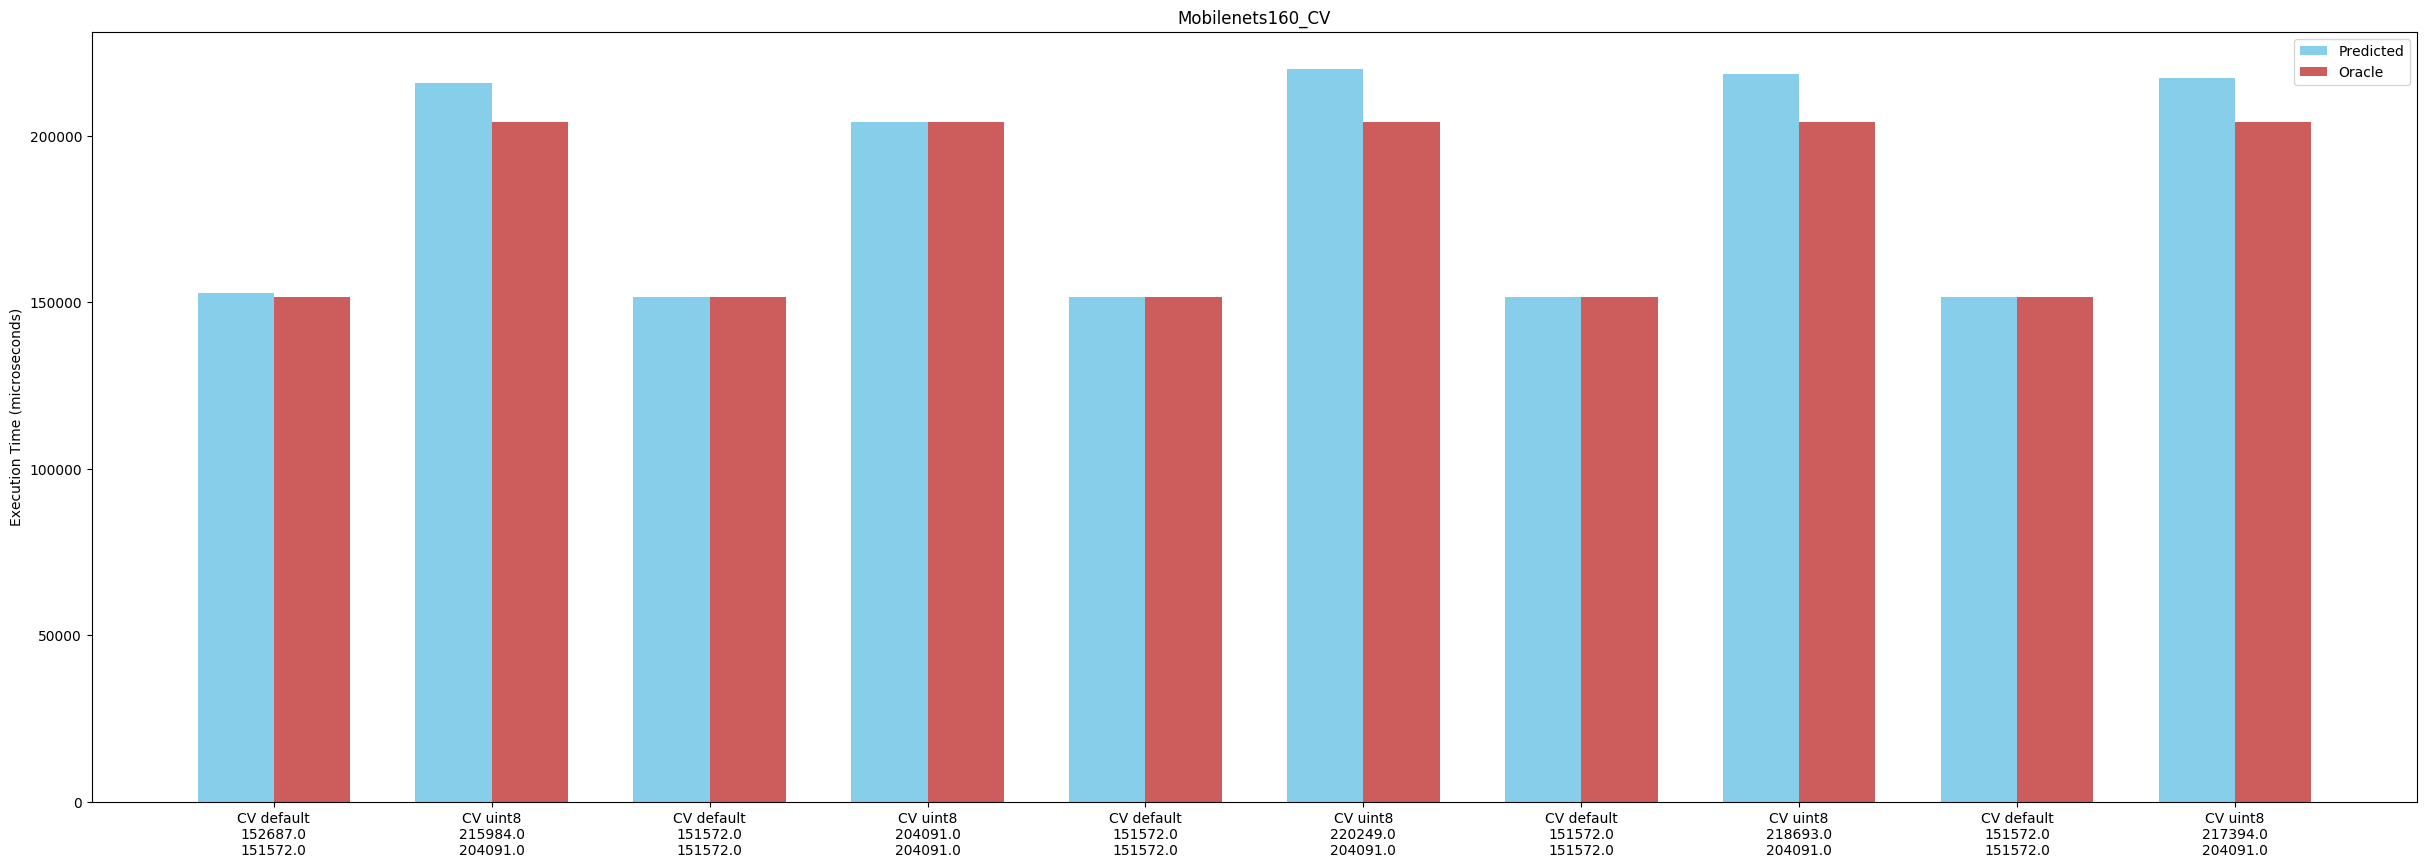 Mobilenets160_CV
Predicted
Oracle
Execution Time (microseconds)
200000
150000
100000
50000
0
CV default
152687.0
151572.0
CV uint8
215984.0
204091.0
CV default
151572.0
151572.0
CV uint8
204091.0
204091.0
CV default
151572.0
151572.0
CV uint8
220249.0
204091.0
CV default
151572.0
151572.0
CV uint8
218693.0
204091.0
CV default
151572.0
151572.0
CV uint8
217394.0
204091.0